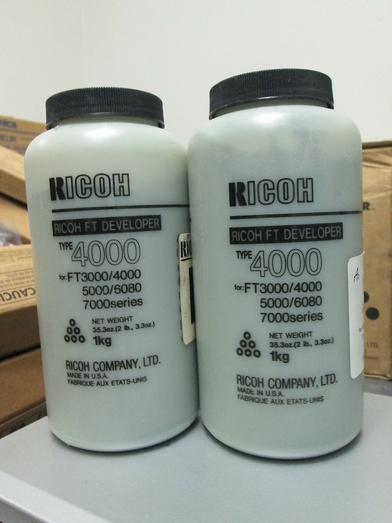 RICOH
RICOH FT DEVELOPER
TYPE 4000
for FT3000/4000
5000/6080
7000series
NET WEIGHT
35.3oz.(2 lb., 3.3oz.)
1kg
RICOH COMPANY, LTD.
MADE IN U.S.A.
FABRIQUE AUX ETATS-UNIS
RICOH
RICOH FT DEVELOPER
TYPE 4000
for FT3000/4000
5000/6080
7000series
NET WEIGHT
35.3oz.(2 lb., 3.3oz.)
1kg
RICOH COMPANY, LTD.
MADE IN U.S.A.
FABRIQUE AUX ETATS-UNIS